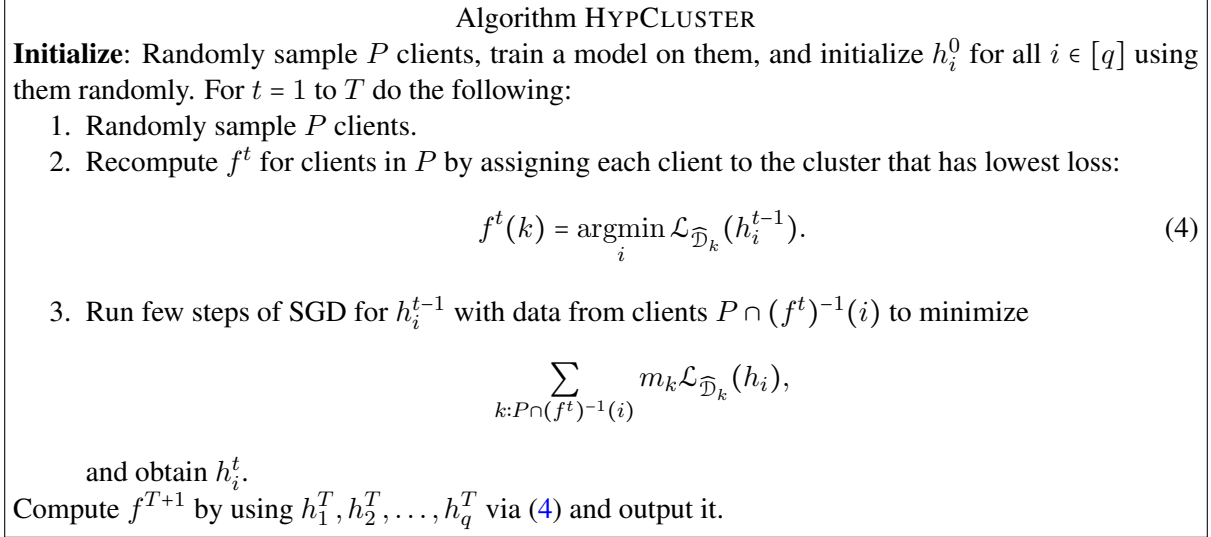 Algorithm HYPCLUSTER
Initialize: Randomly sample P clients, train a model on them, and initialize h_i^0 for all i ∈ [q] using
them randomly. For t = 1 to T do the following:
1. Randomly sample P clients.
2. Recompute f^t for clients in P by assigning each client to the cluster that has lowest loss:
f^t(k) = argmin_i L_{\widehat{D}_k}(h_i^{t−1}). (4)
3. Run few steps of SGD for h_i^{t−1} with data from clients P ∩ (f^t)^{−1}(i) to minimize
∑_{k:P∩(f^t)^{−1}(i)} m_k L_{\widehat{D}_k}(h_i),
and obtain h_i^t.
Compute f^{T+1} by using h_1^T, h_2^T, . . . , h_q^T via (4) and output it.